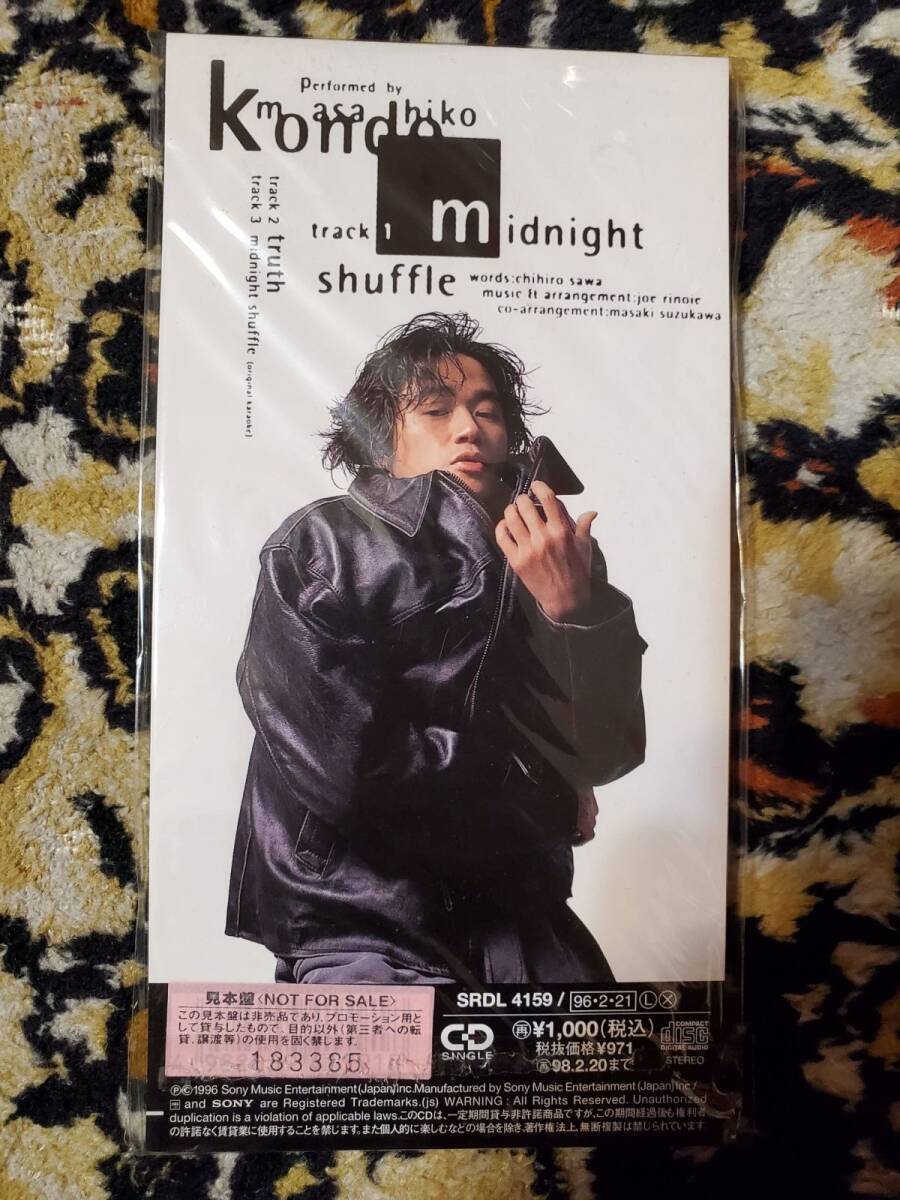 performed by
masahiko
kondo
track 1 midnight
shuffle
words:chihiro sawa
music & arrangement:joe rinoie
co-arrangement:masaki suzukawa
track 2 truth
track 3 midnight shuffle (original karaoke)
見本盤〈NOT FOR SALE〉
この見本盤は非売品であり、プロモーション用と
して貸与したもので、目的以外(第三者への転
貸、譲渡等)の使用を固く禁じます。
183385
SRDL 4159 / 96・2・21 Ⓛ Ⓧ
CD SINGLE
再 ¥1,000(税込)
税抜価格¥971
再 98.2.20まで
COMPACT disc DIGITAL AUDIO
STEREO
ⓅⒸ1996 Sony Music Entertainment(Japan)Inc.Manufactured by Sony Music Entertainment(Japan)Inc./
and SONY are Registered Trademarks.(js) WARNING : All Rights Reserved. Unauthorized
duplication is a violation of applicable laws.このCDは、一定期間貸与非許諾商品ですが、この期間経過後も権利者
の許諾なく賃貸業に使用することを禁じます。また個人的に楽しむなどの場合を除き、著作権法上、無断複製は禁じられています